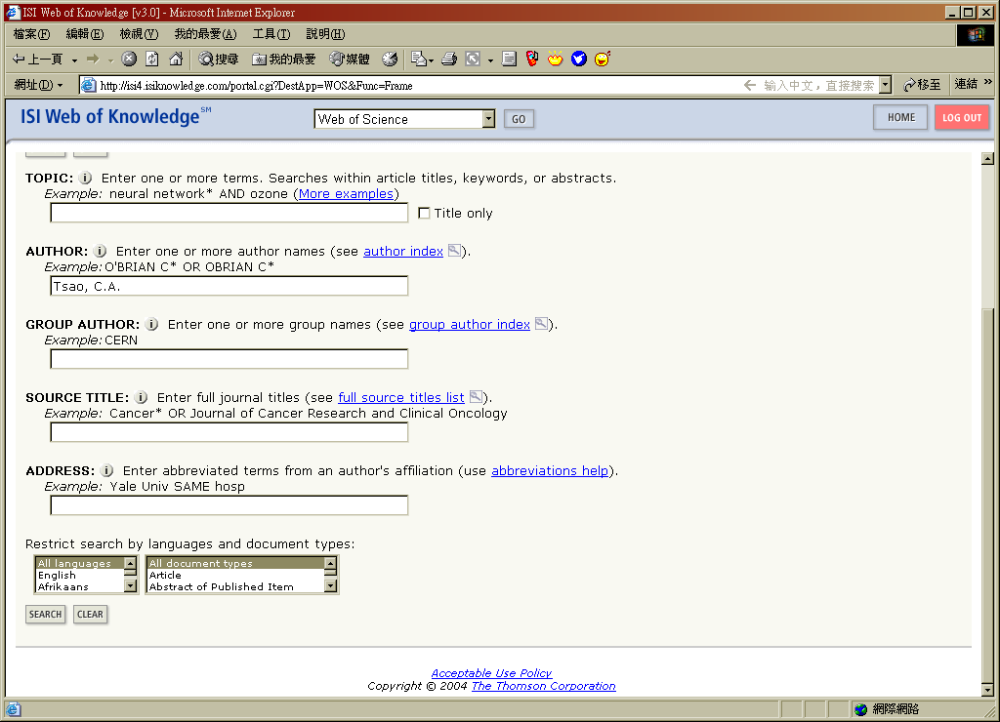 ISI Web of Knowledge [v3.0] - Microsoft Internet Explorer
檔案(F) 編輯(E) 檢視(V) 我的最愛(A) 工具(T) 說明(H)
上一頁 搜尋 我的最愛 媒體
網址(D) http://isi4.isiknowledge.com/portal.cgi?DestApp=WOS&Func=Frame 输入中文，直接搜索 移至 連結 »
ISI Web of Knowledge SM Web of Science GO HOME LOG OUT
TOPIC: i Enter one or more terms. Searches within article titles, keywords, or abstracts.
Example: neural network* AND ozone (More examples)
Title only
AUTHOR: i Enter one or more author names (see author index ).
Example: O'BRIAN C* OR OBRIAN C*
Tsao, C.A.
GROUP AUTHOR: i Enter one or more group names (see group author index ).
Example: CERN
SOURCE TITLE: i Enter full journal titles (see full source titles list ).
Example: Cancer* OR Journal of Cancer Research and Clinical Oncology
ADDRESS: i Enter abbreviated terms from an author's affiliation (use abbreviations help).
Example: Yale Univ SAME hosp
Restrict search by languages and document types:
All languages All document types
English Article
Afrikaans Abstract of Published Item
SEARCH CLEAR
Acceptable Use Policy
Copyright © 2004 The Thomson Corporation
網際網路